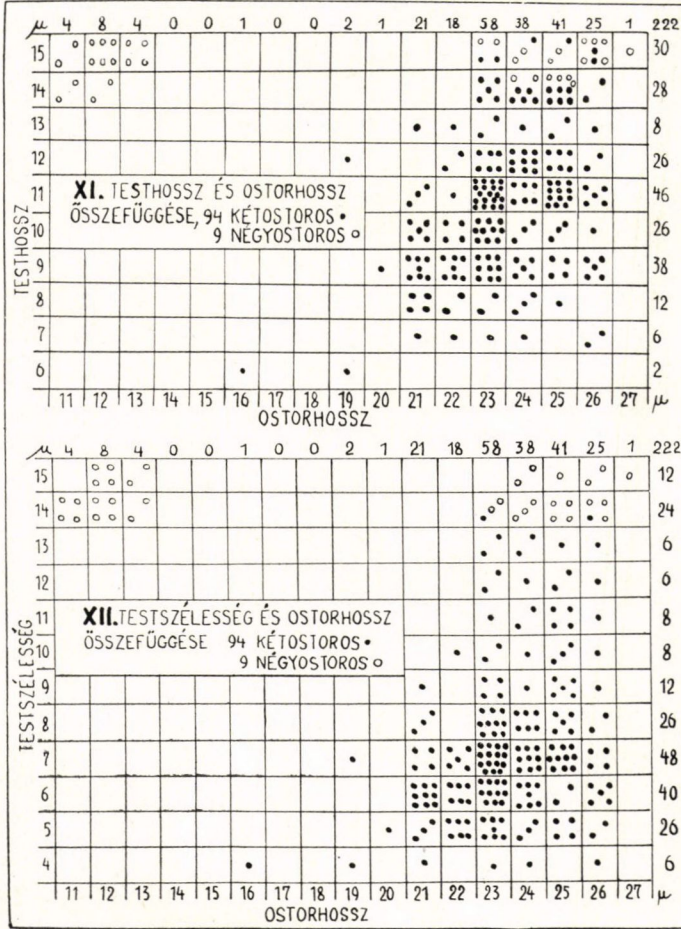 μ 4 8 4 0 0 1 0 0 2 1 21 18 58 38 41 25 1 222
15 30
14 28
13 8
12 26
11 46
10 26
9 38
8 12
7 6
6 2
XI. TESTHOSSZ ÉS OSTORHOSSZ
ÖSSZEFÜGGÉSE, 94 KÉTOSTOROS
9 NÉGYOSTOROS
TESTHOSSZ
11 12 13 14 15 16 17 18 19 20 21 22 23 24 25 26 27 μ
OSTORHOSSZ
μ 4 8 4 0 0 1 0 0 2 1 21 18 58 38 41 25 1 222
15 12
14 24
13 6
12 6
11 8
10 8
9 12
8 26
7 48
6 40
5 26
4 6
XII. TESTSZÉLESSÉG ÉS OSTORHOSSZ
ÖSSZEFÜGGÉSE 94 KÉTOSTOROS
9 NÉGYOSTOROS
TESTSZÉLESSÉG
11 12 13 14 15 16 17 18 19 20 21 22 23 24 25 26 27 μ
OSTORHOSSZ